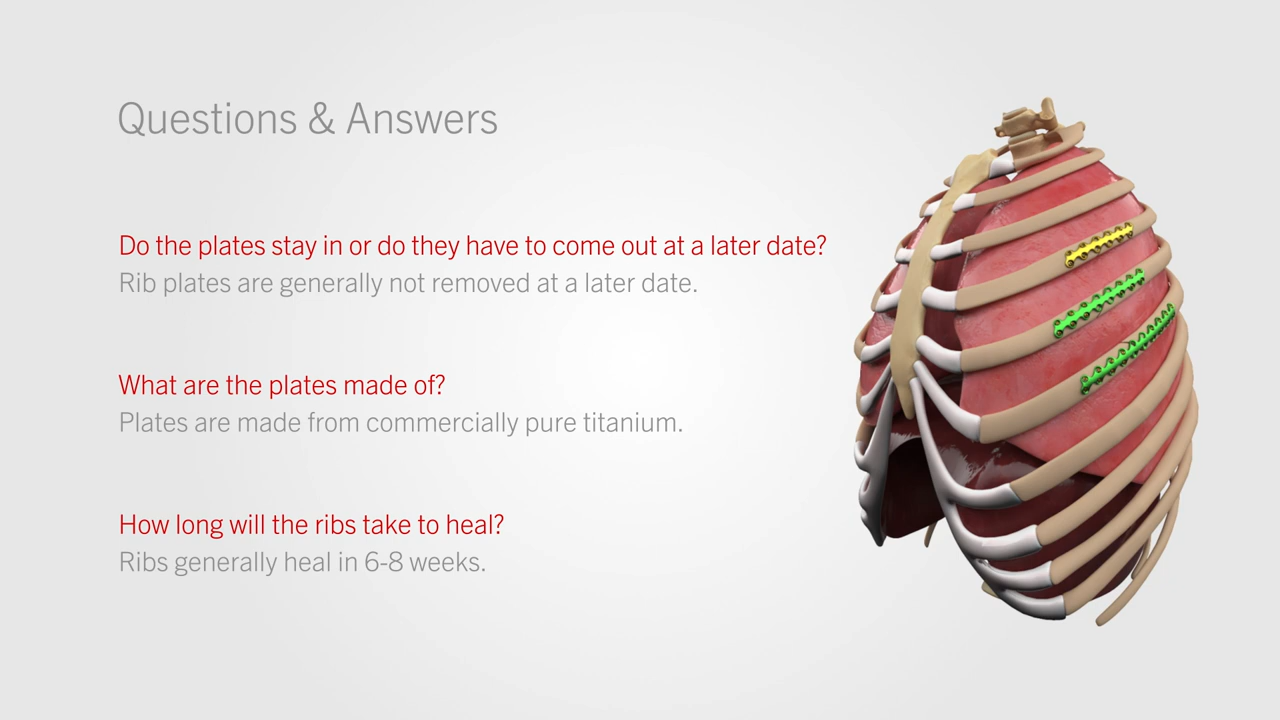 Questions & Answers
Do the plates stay in or do they have to come out at a later date?
Rib plates are generally not removed at a later date.
What are the plates made of?
Plates are made from commercially pure titanium.
How long will the ribs take to heal?
Ribs generally heal in 6-8 weeks.